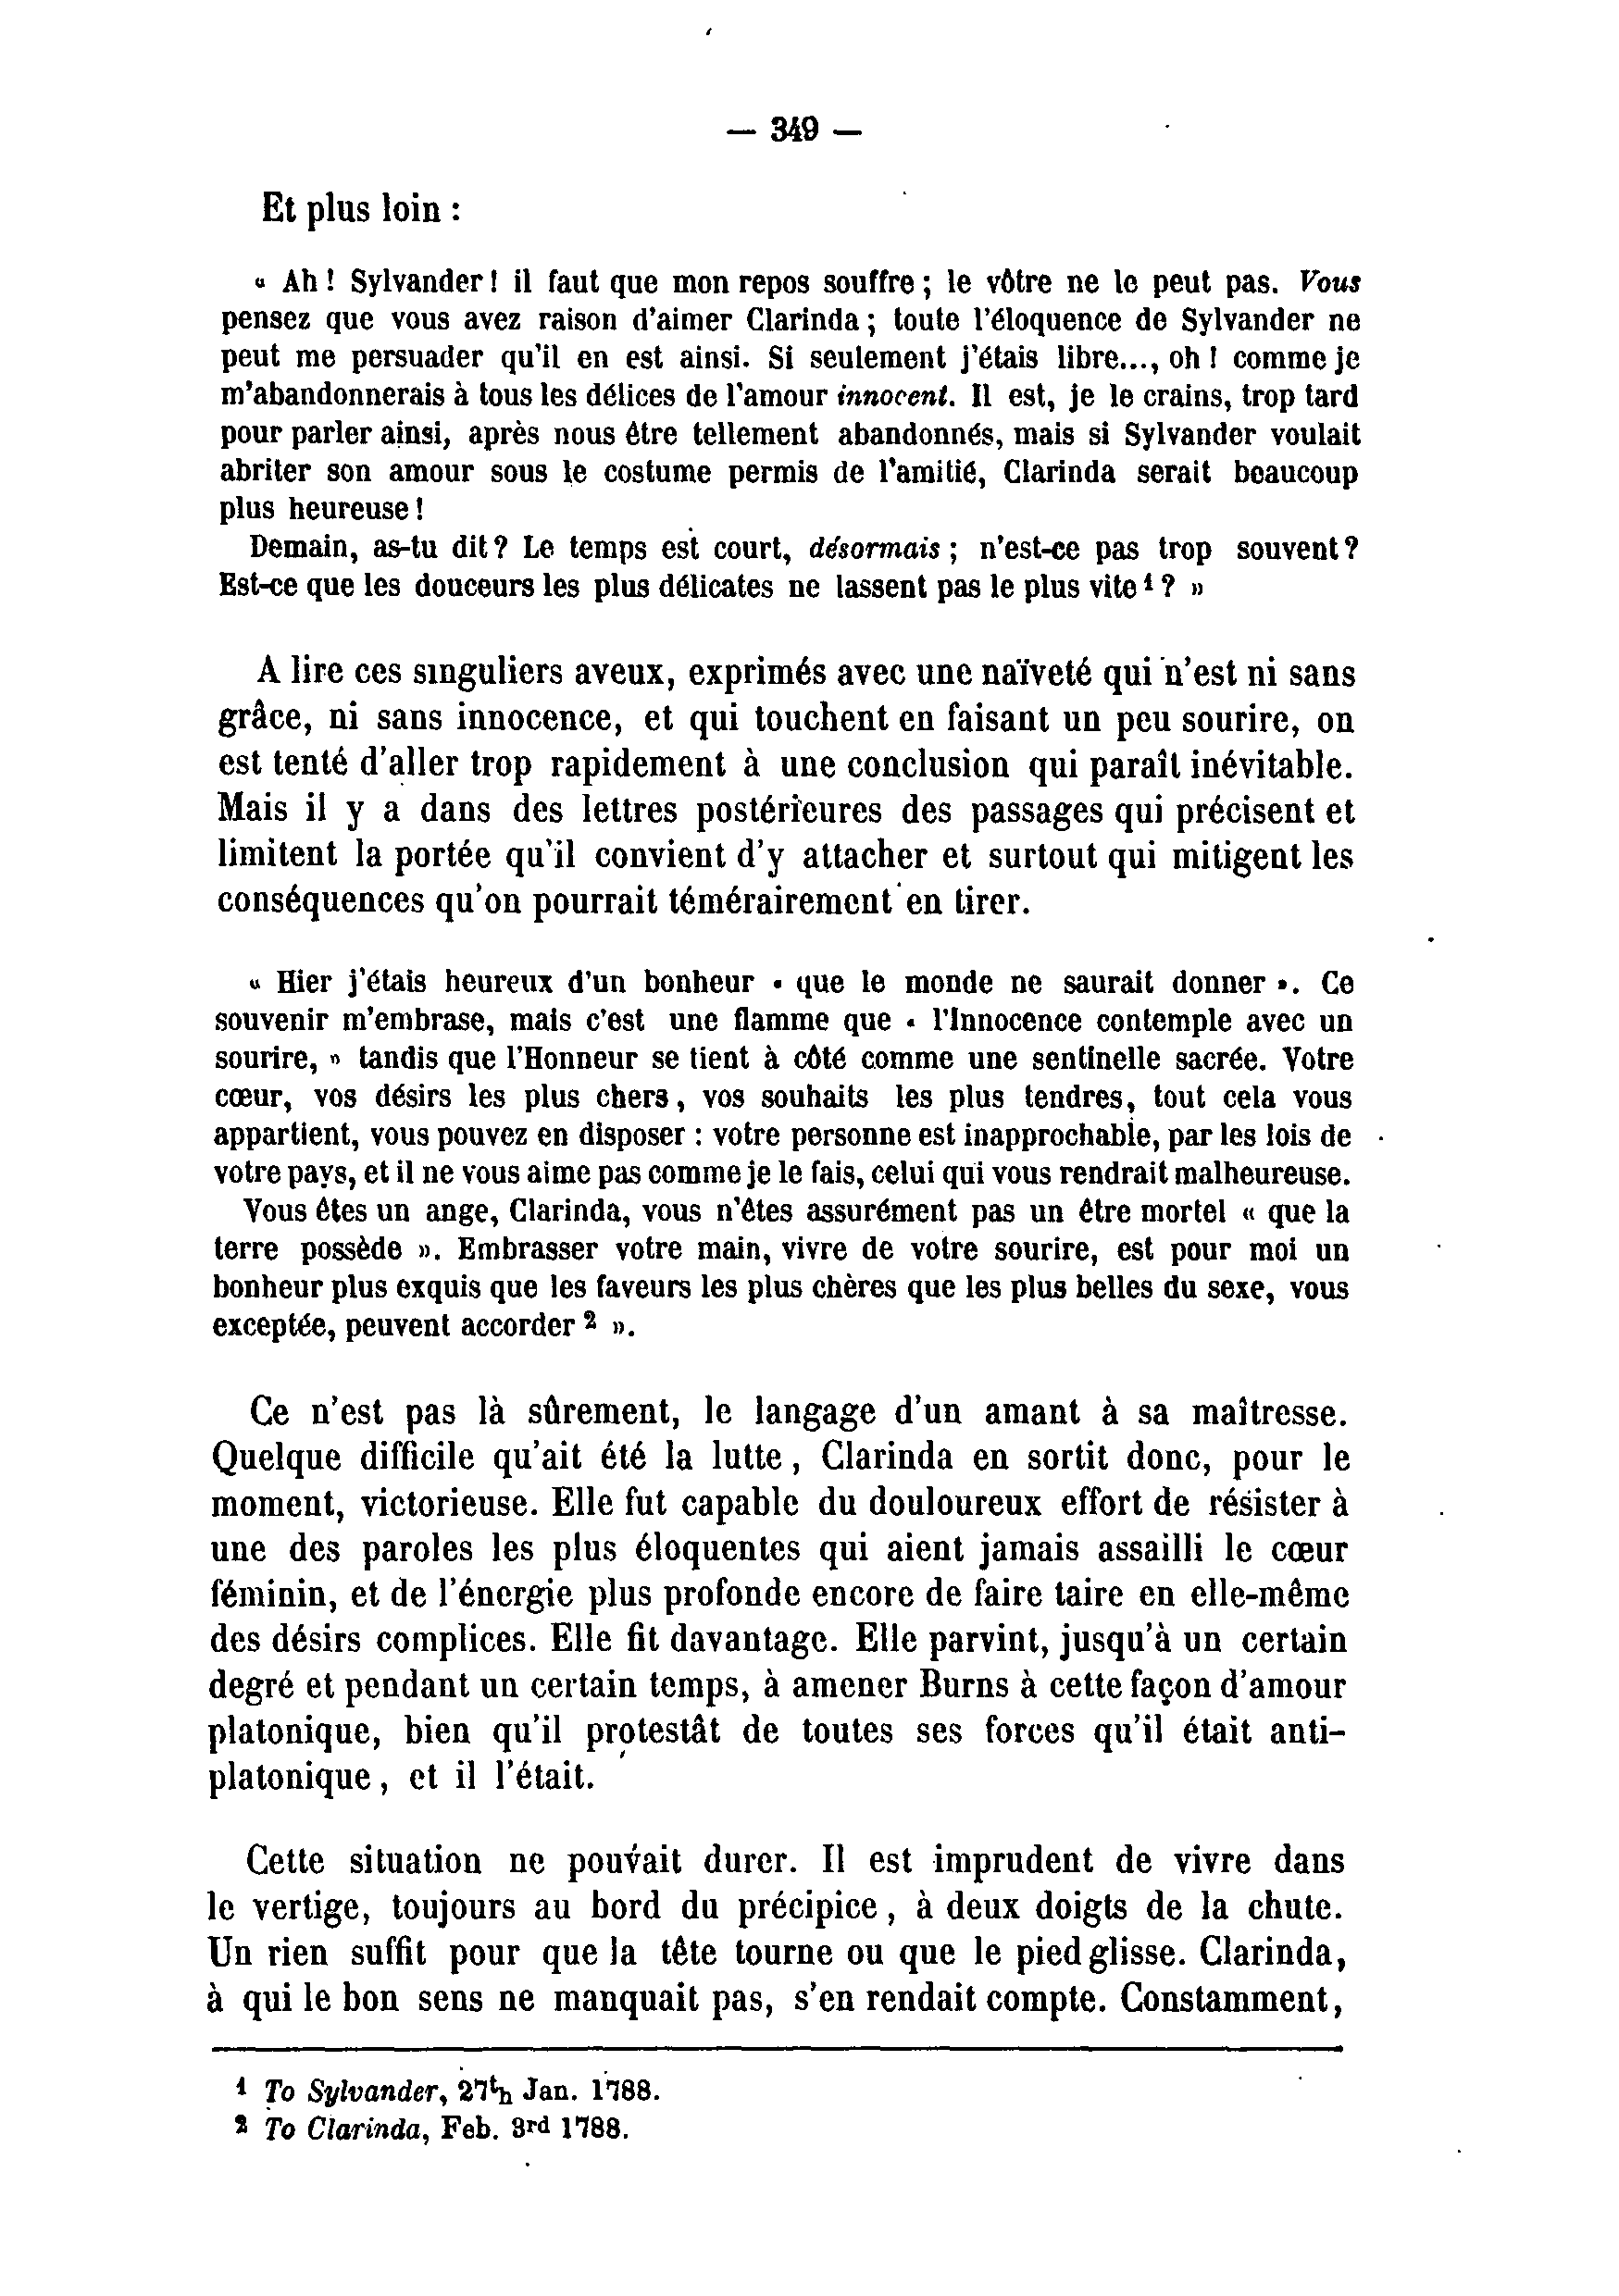 — 349 —
Et plus loin :
« Ah ! Sylvander ! il faut que mon repos souffre ; le vôtre ne le peut pas. Vous
pensez que vous avez raison d'aimer Clarinda ; toute l'éloquence de Sylvander ne
peut me persuader qu'il en est ainsi. Si seulement j'étais libre..., oh ! comme je
m'abandonnerais à tous les délices de l'amour innocent. Il est, je le crains, trop tard
pour parler ainsi, après nous être tellement abandonnés, mais si Sylvander voulait
abriter son amour sous le costume permis de l'amitié, Clarinda serait beaucoup
plus heureuse !
Demain, as-tu dit ? Le temps est court, désormais ; n'est-ce pas trop souvent ?
Est-ce que les douceurs les plus délicates ne lassent pas le plus vite ¹ ? »
A lire ces singuliers aveux, exprimés avec une naïveté qui n'est ni sans
grâce, ni sans innocence, et qui touchent en faisant un peu sourire, on
est tenté d'aller trop rapidement à une conclusion qui paraît inévitable.
Mais il y a dans des lettres postérieures des passages qui précisent et
limitent la portée qu'il convient d'y attacher et surtout qui mitigent les
conséquences qu'on pourrait témérairement en tirer.
« Hier j'étais heureux d'un bonheur « que le monde ne saurait donner ». Ce
souvenir m'embrase, mais c'est une flamme que « l'Innocence contemple avec un
sourire, » tandis que l'Honneur se tient à côté comme une sentinelle sacrée. Votre
cœur, vos désirs les plus chers, vos souhaits les plus tendres, tout cela vous
appartient, vous pouvez en disposer : votre personne est inapprochable, par les lois de
votre pays, et il ne vous aime pas comme je le fais, celui qui vous rendrait malheureuse.
Vous êtes un ange, Clarinda, vous n'êtes assurément pas un être mortel « que la
terre possède ». Embrasser votre main, vivre de votre sourire, est pour moi un
bonheur plus exquis que les faveurs les plus chères que les plus belles du sexe, vous
exceptée, peuvent accorder ² ».
Ce n'est pas là sûrement, le langage d'un amant à sa maîtresse.
Quelque difficile qu'ait été la lutte, Clarinda en sortit donc, pour le
moment, victorieuse. Elle fut capable du douloureux effort de résister à
une des paroles les plus éloquentes qui aient jamais assailli le cœur
féminin, et de l'énergie plus profonde encore de faire taire en elle-même
des désirs complices. Elle fit davantage. Elle parvint, jusqu'à un certain
degré et pendant un certain temps, à amener Burns à cette façon d'amour
platonique, bien qu'il protestât de toutes ses forces qu'il était anti-
platonique, et il l'était.
Cette situation ne pouvait durer. Il est imprudent de vivre dans
le vertige, toujours au bord du précipice, à deux doigts de la chute.
Un rien suffit pour que la tête tourne ou que le pied glisse. Clarinda,
à qui le bon sens ne manquait pas, s'en rendait compte. Constamment,
¹ To Sylvander, 27th Jan. 1788.
² To Clarinda, Feb. 3rd 1788.